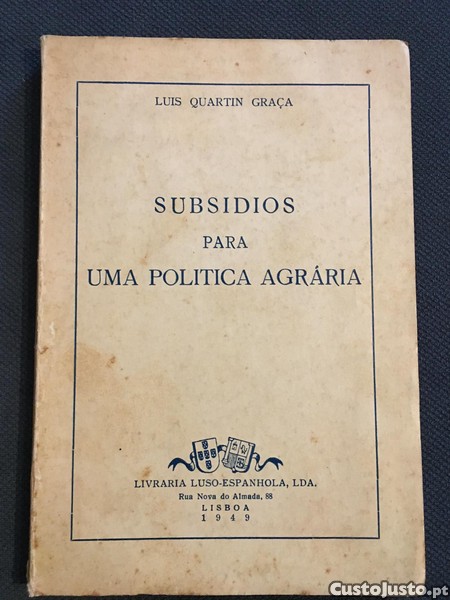 LUIS QUARTIN GRAÇA
SUBSIDIOS
PARA
UMA POLITICA AGRÁRIA
LIVRARIA LUSO-ESPANHOLA, LDA.
Rua Nova do Almada, 88
LISBOA
1949
CustoJusto.pt